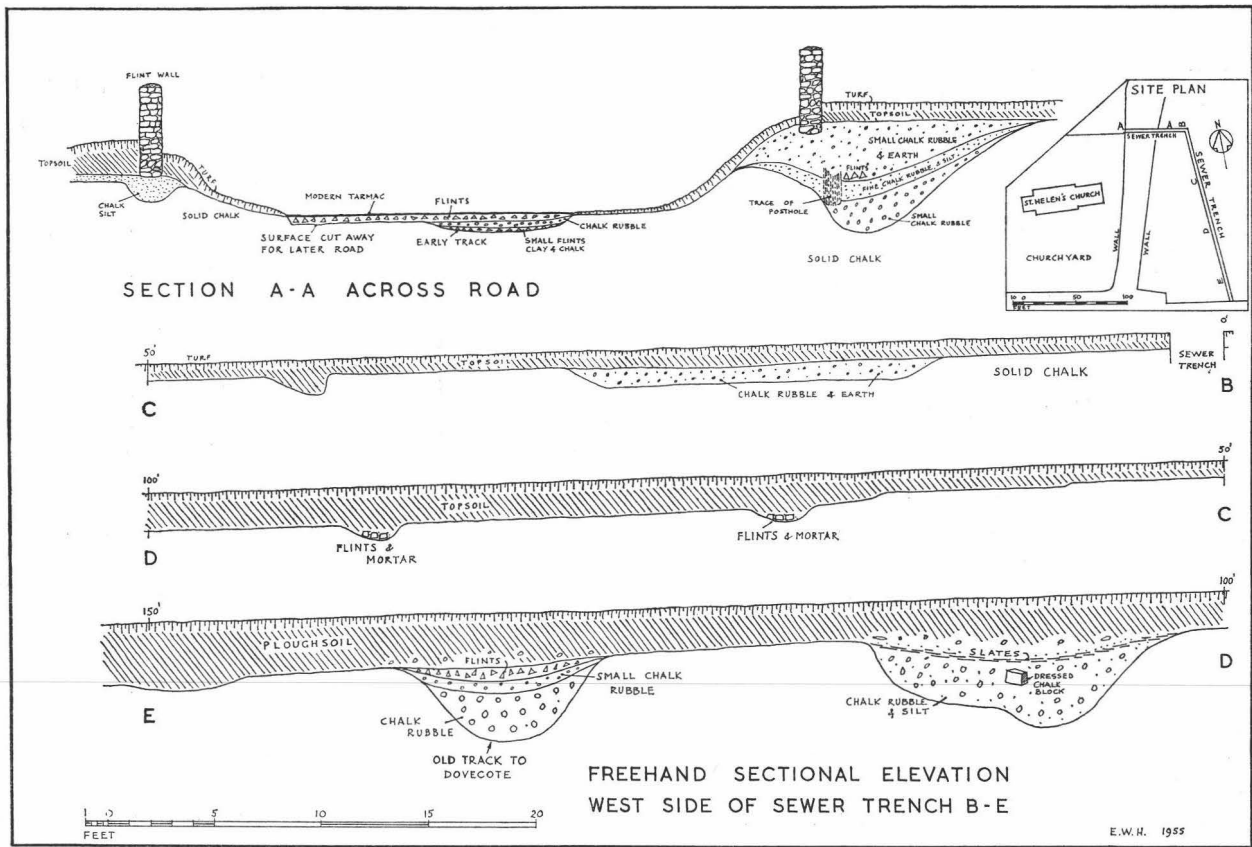 FLINT WALL
TURF
TOPSOIL
TOPSOIL
TURF
CHALK
SILT
SOLID CHALK
MODERN TARMAC
FLINTS
SURFACE CUT AWAY
FOR LATER ROAD
EARLY TRACK
SMALL FLINTS
CLAY & CHALK
CHALK RUBBLE
SMALL CHALK RUBBLE
& EARTH
FLINTS
FINE CHALK RUBBLE & SILT
TRACE OF
POSTHOLE
SMALL
CHALK RUBBLE
SOLID CHALK
SECTION A-A ACROSS ROAD
SITE PLAN
A A B
SEWER TRENCH
N
SEWER TRENCH
C
D
E
ST. HELEN'S CHURCH
WALL
WALL
CHURCHYARD
10 0 50 100
FEET
50'
TURF
TOPSOIL
0'
SEWER
TRENCH
SOLID CHALK
CHALK RUBBLE & EARTH
C
B
100'
50'
TOPSOIL
C
D
FLINTS &
MORTAR
FLINTS & MORTAR
150'
100'
PLOUGHSOIL
FLINTS
SLATES
D
SMALL CHALK
RUBBLE
DRESSED
CHALK
BLOCK
E
CHALK
RUBBLE
CHALK RUBBLE
& SILT
OLD TRACK TO
DOVECOTE
FREEHAND SECTIONAL ELEVATION
WEST SIDE OF SEWER TRENCH B-E
1 0 5 10 15 20
FEET
E.W.H. 1955